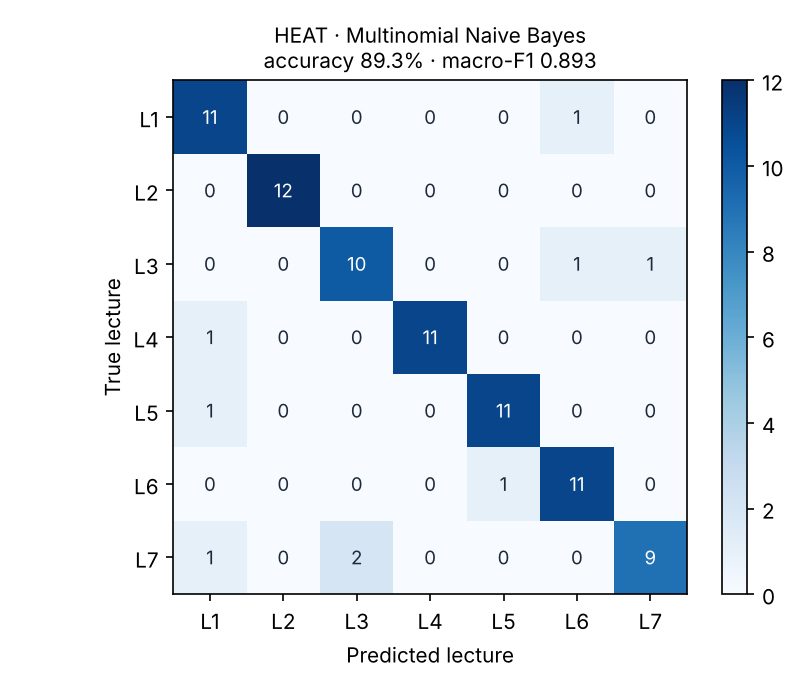 HEAT · Multinomial Naive Bayes
accuracy 89.3% · macro-F1 0.893
True lecture
L1 11 0 0 0 0 1 0
L2 0 12 0 0 0 0 0
L3 0 0 10 0 0 1 1
L4 1 0 0 11 0 0 0
L5 1 0 0 0 11 0 0
L6 0 0 0 0 1 11 0
L7 1 0 2 0 0 0 9
L1 L2 L3 L4 L5 L6 L7
Predicted lecture
12
10
8
6
4
2
0